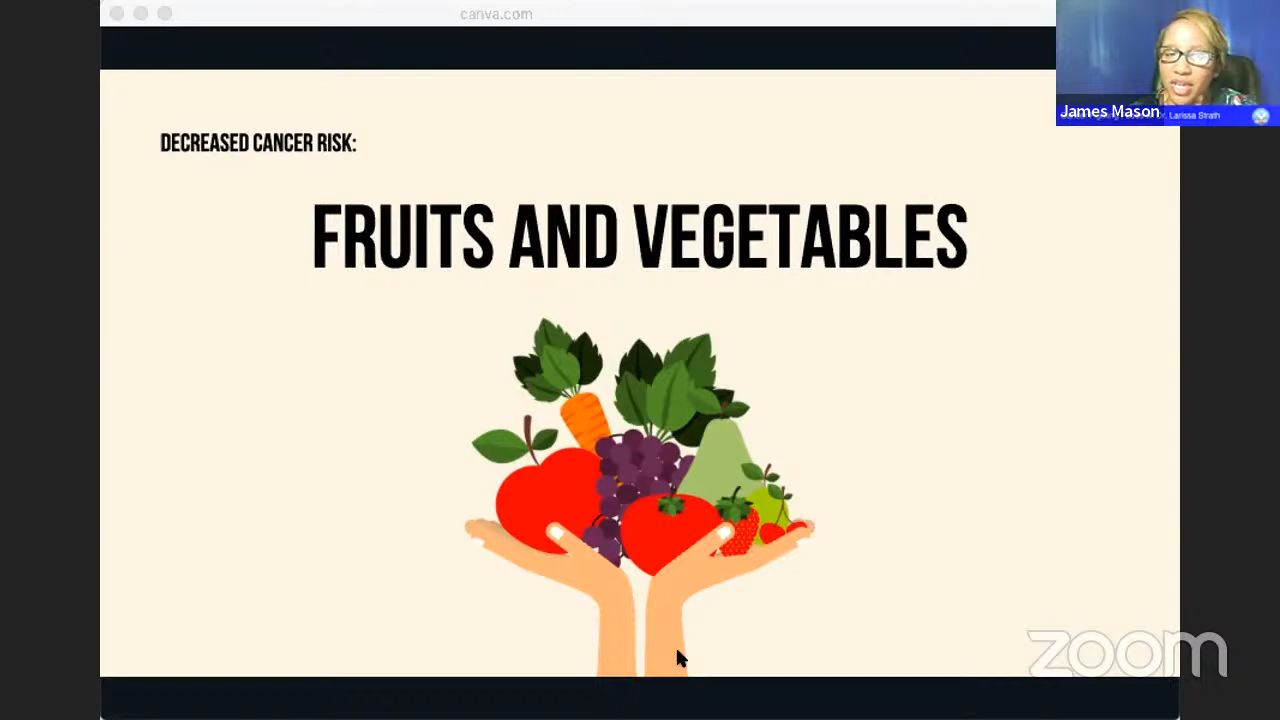 canva.com
DECREASED CANCER RISK:
FRUITS AND VEGETABLES
James Mason
Larissa Strath
zoom